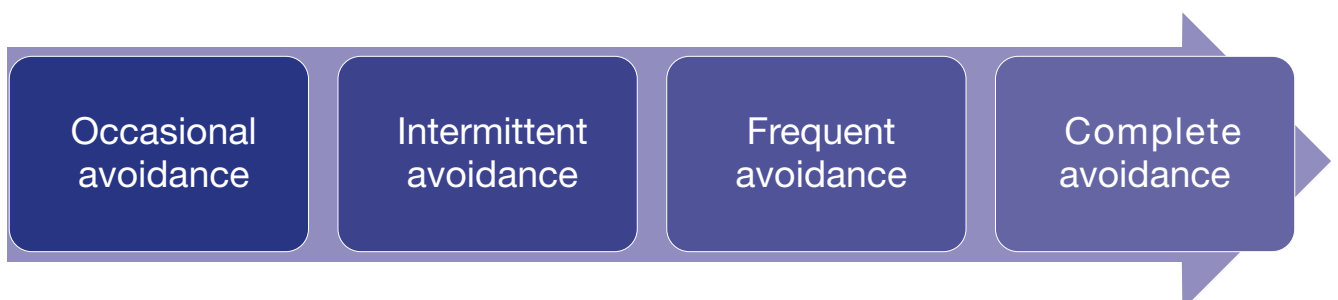 Occasional
avoidance
Intermittent
avoidance
Frequent
avoidance
Complete
avoidance